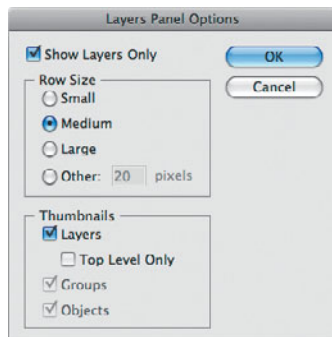 Layers Panel Options
Show Layers Only
OK
Cancel
Row Size
Small
Medium
Large
Other: 20 pixels
Thumbnails
Layers
Top Level Only
Groups
Objects